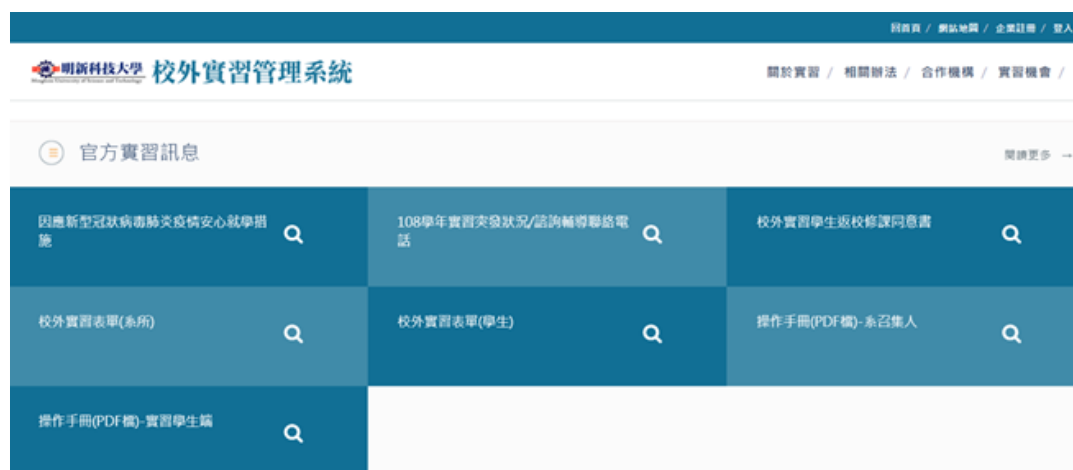 回首頁 / 網站地圖 / 企業註冊 / 登入
明新科技大學 校外實習管理系統
關於實習 / 相關辦法 / 合作機構 / 實習機會 /
官方實習訊息
閱讀更多 →
因應新型冠狀病毒肺炎疫情安心就學措
施
108學年實習突發狀況/諮詢輔導聯絡電
話
校外實習學生返校修課同意書
校外實習表單(系所)
校外實習表單(學生)
操作手冊(PDF檔)-系召集人
操作手冊(PDF檔)-實習學生端